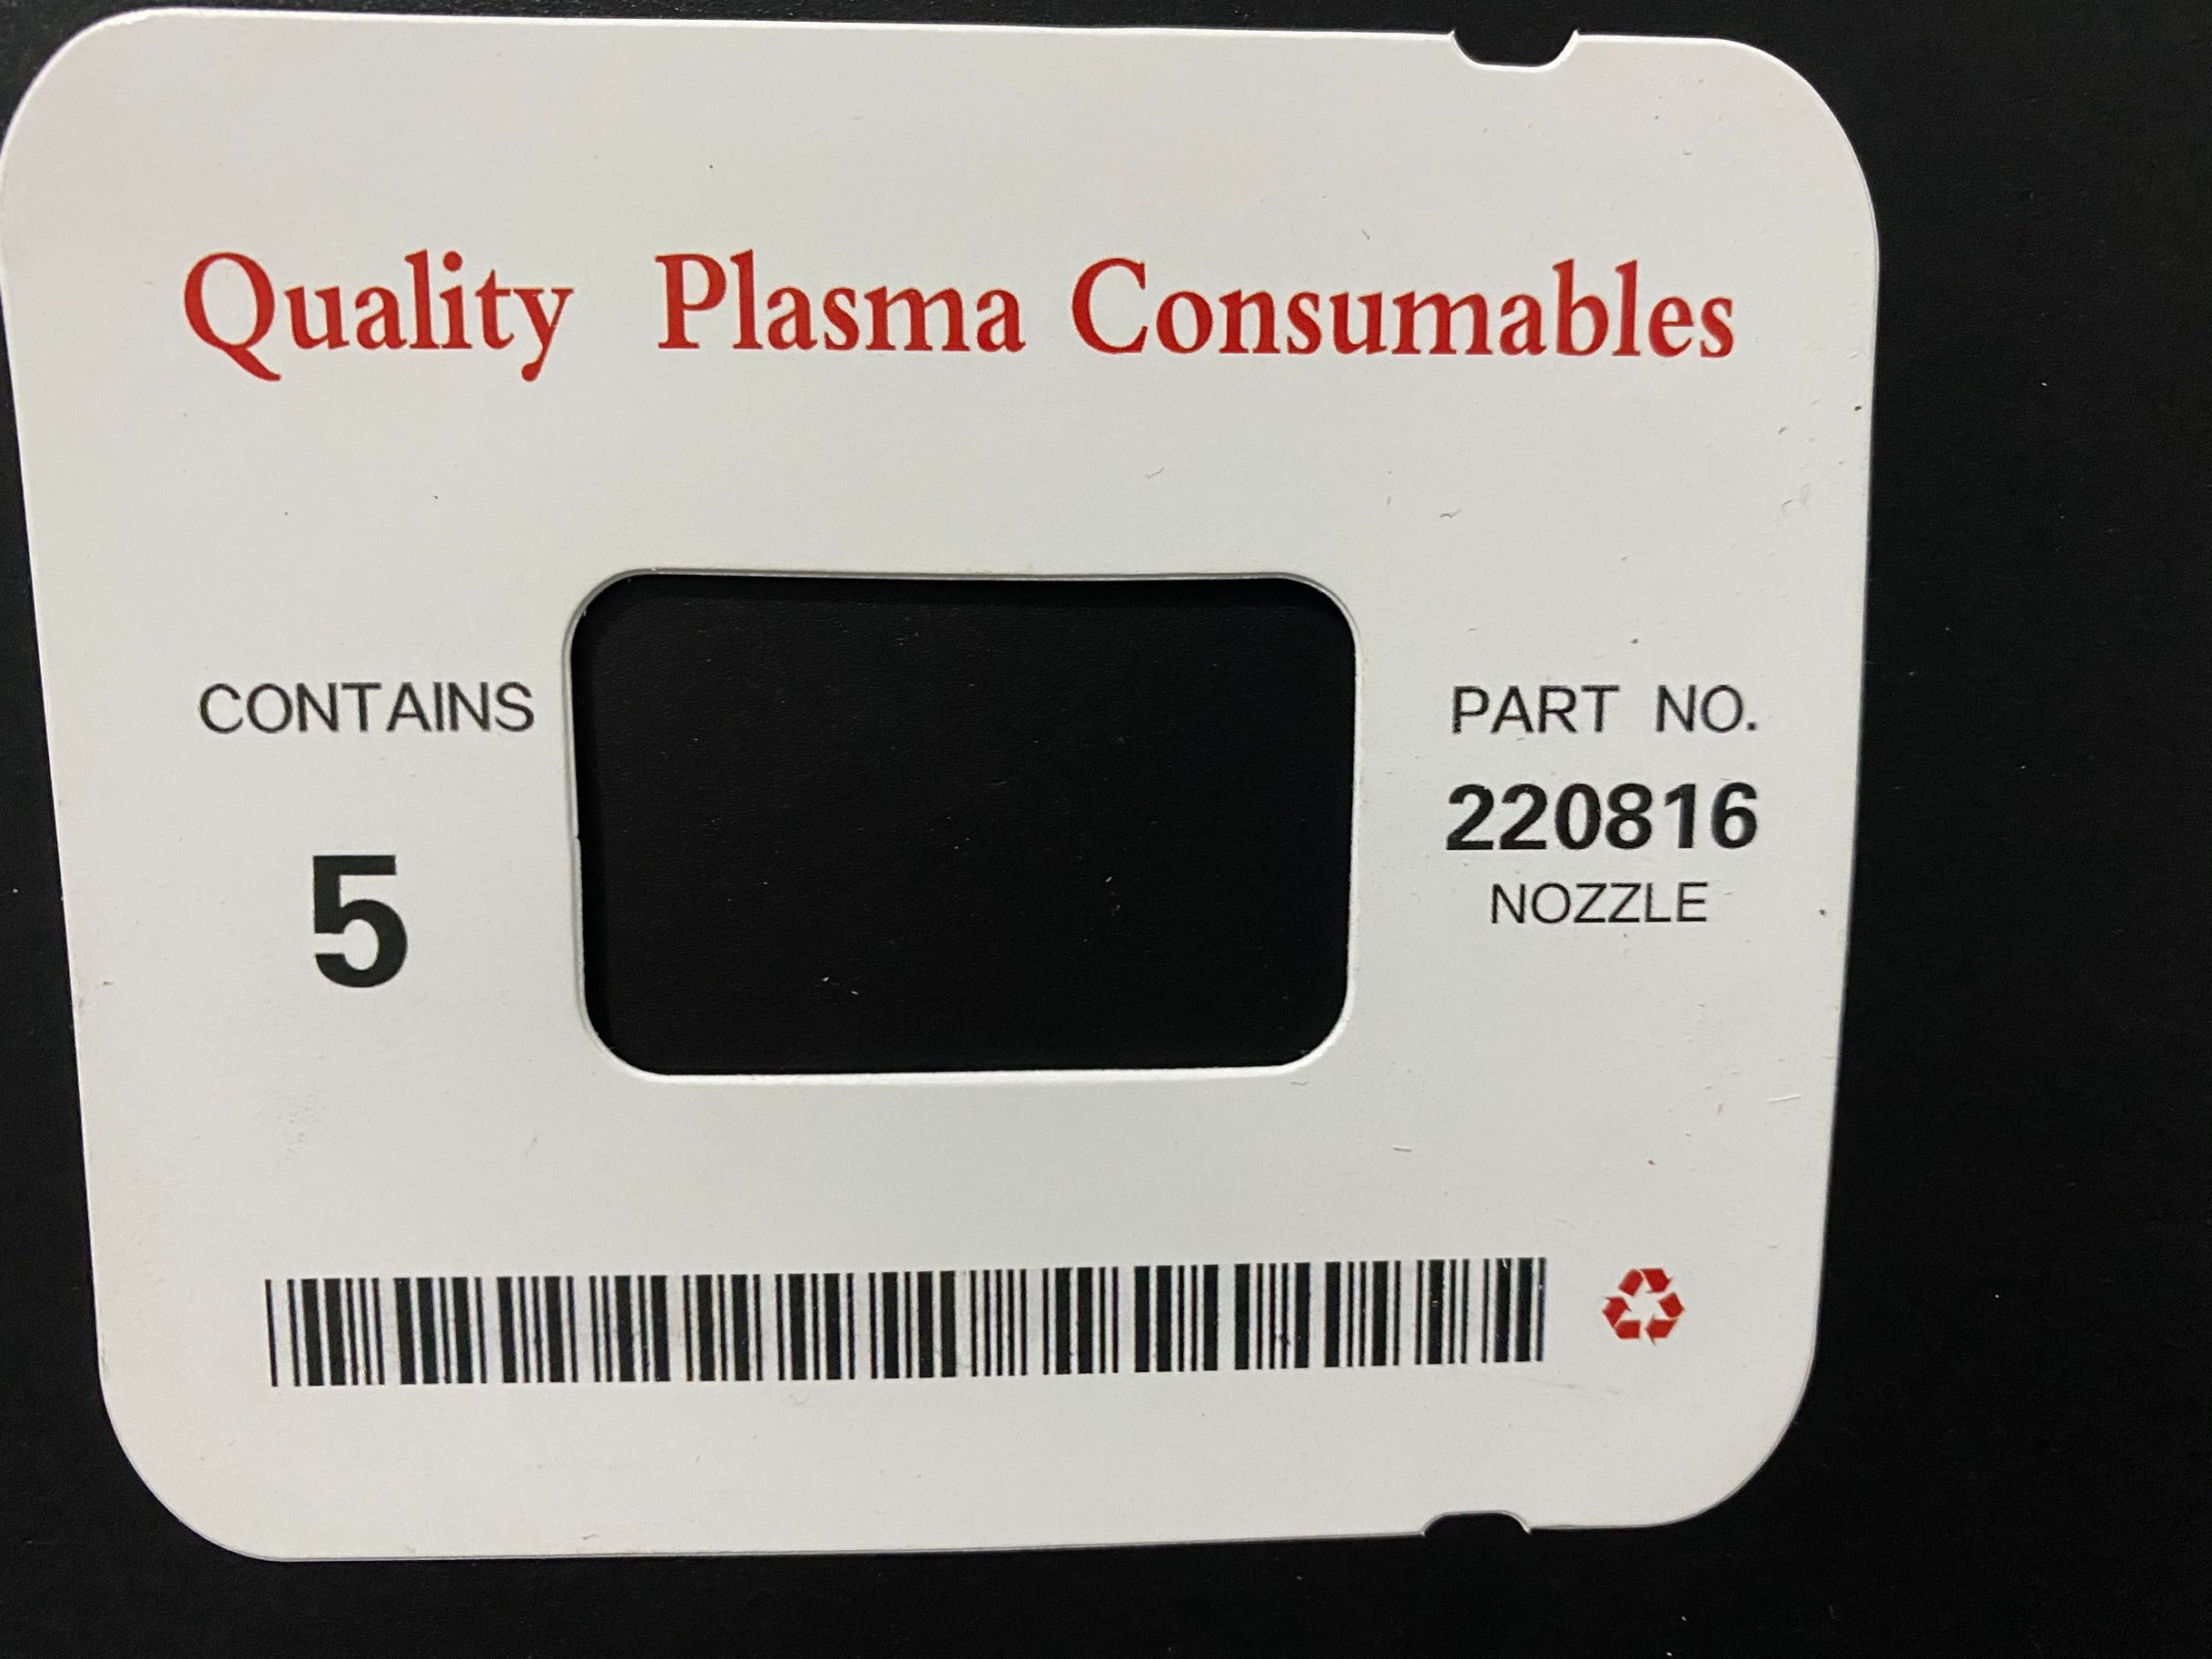 Quality Plasma Consumables
CONTAINS
5
PART NO.
220816
NOZZLE